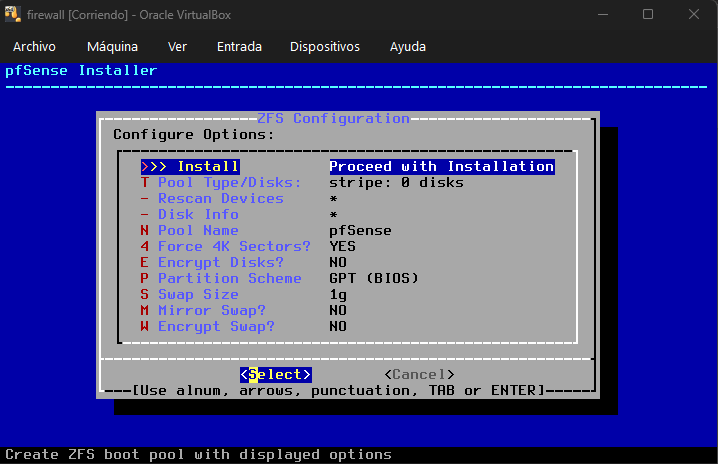 firewall [Corriendo] - Oracle VirtualBox
Archivo Máquina Ver Entrada Dispositivos Ayuda
pfSense Installer
ZFS Configuration
Configure Options:
>>> Install Proceed with Installation
T Pool Type/Disks: stripe: 0 disks
- Rescan Devices *
- Disk Info *
N Pool Name pfSense
4 Force 4K Sectors? YES
E Encrypt Disks? NO
P Partition Scheme GPT (BIOS)
S Swap Size 1g
M Mirror Swap? NO
W Encrypt Swap? NO
<Select> <Cancel>
[Use alnum, arrows, punctuation, TAB or ENTER]
Create ZFS boot pool with displayed options